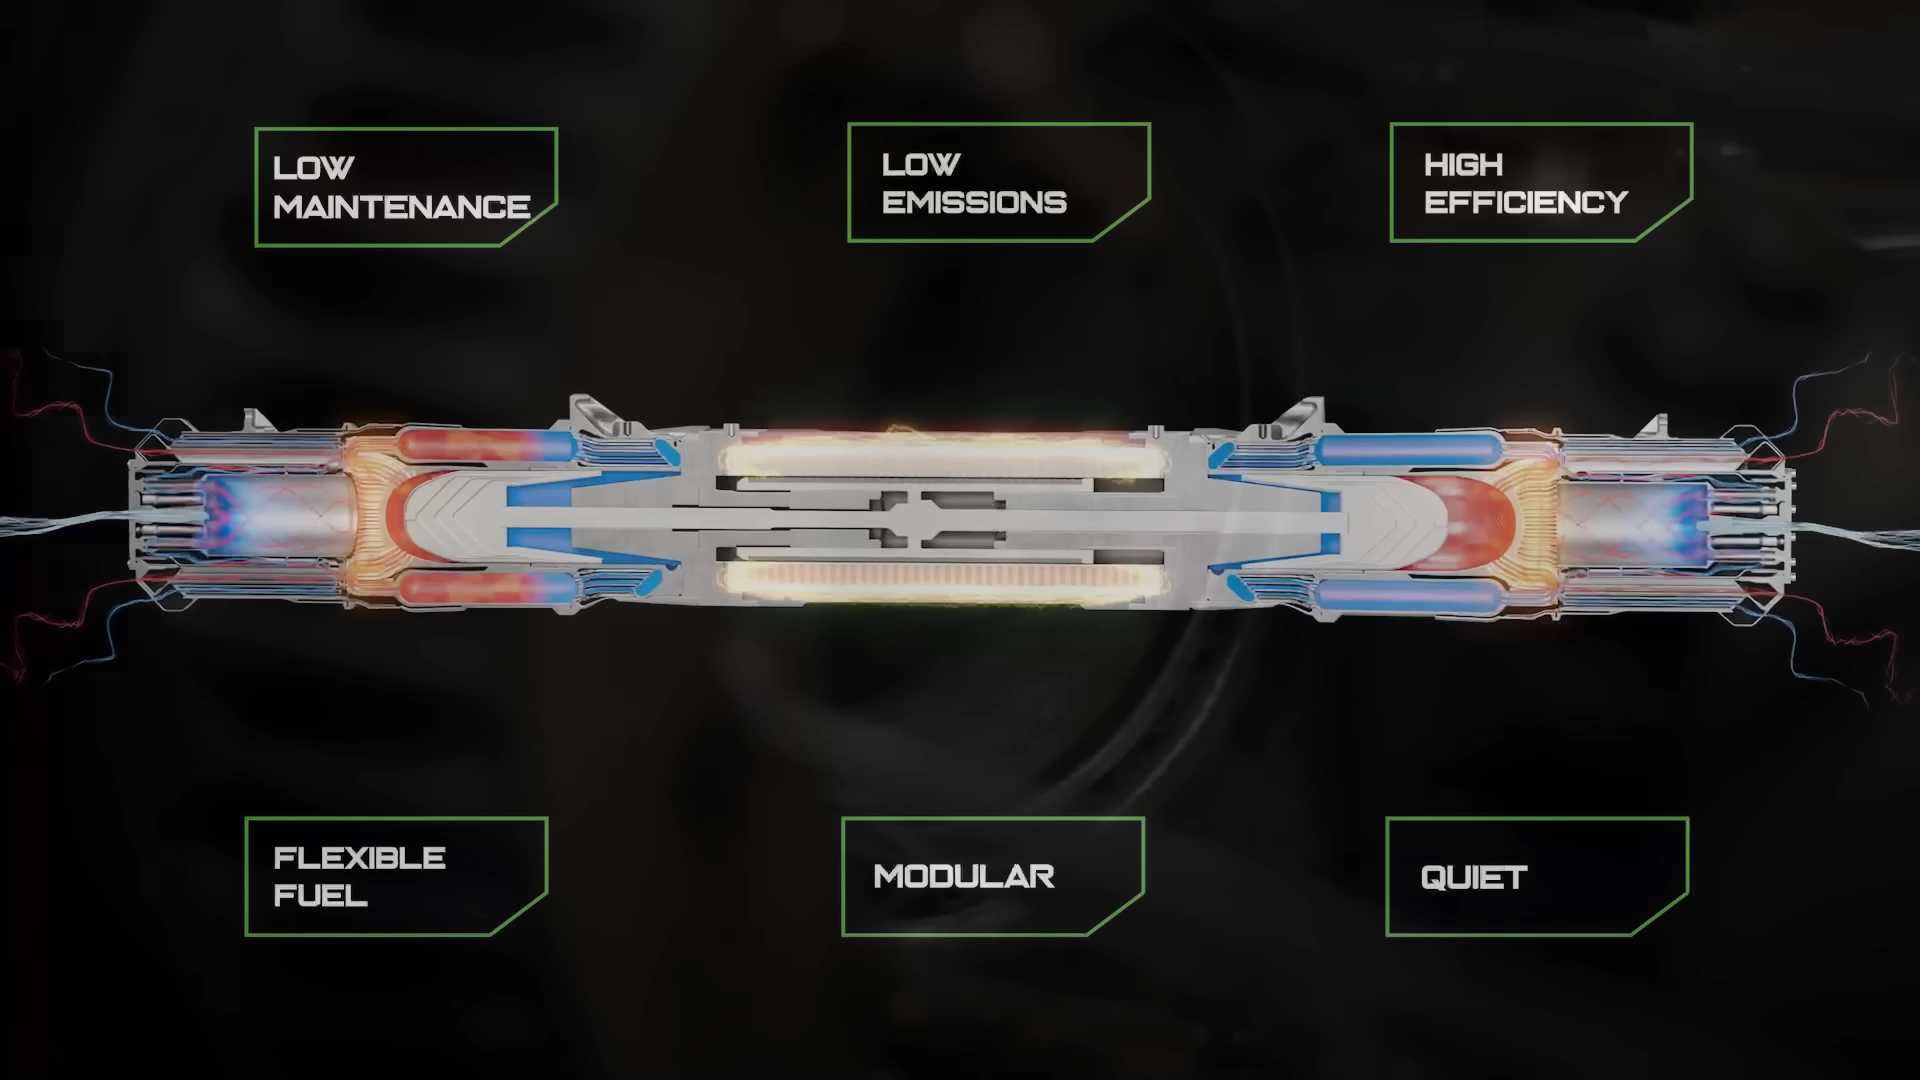 LOW
MAINTENANCE
LOW
EMISSIONS
HIGH
EFFICIENCY
FLEXIBLE
FUEL
MODULAR
QUIET